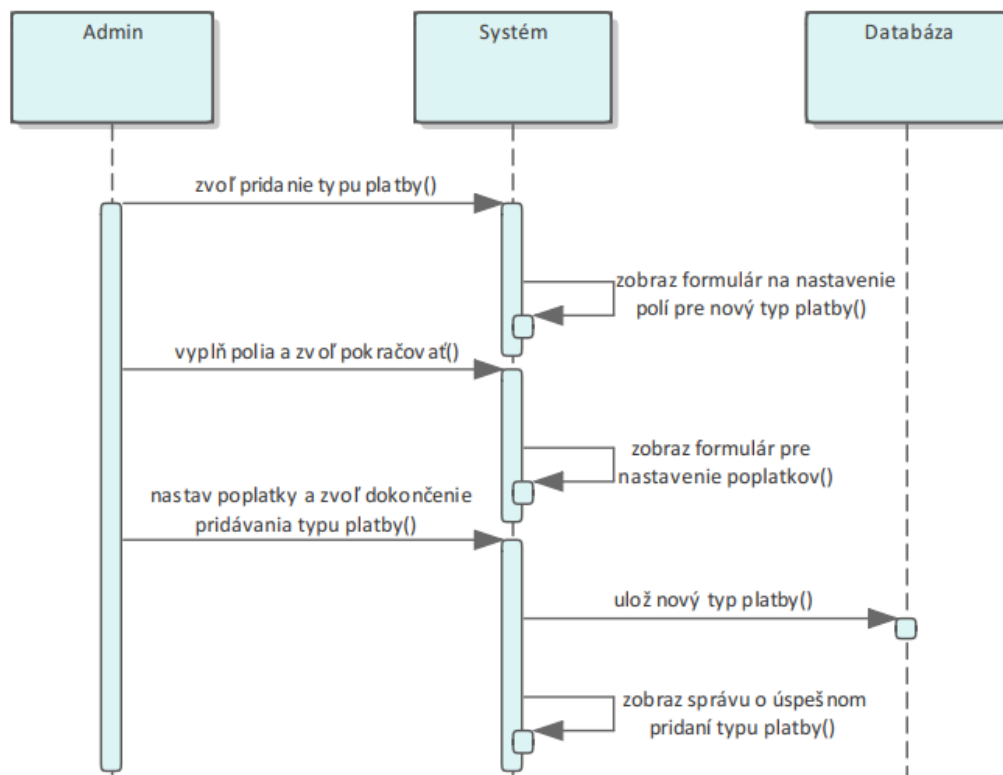 Admin
Systém
Databáza
zvoľ pridanie typu platby()
zobraz formulár na nastavenie
polí pre nový typ platby()
vyplň polia a zvoľ pokračovať()
zobraz formulár pre
nastavenie poplatkov()
nastav poplatky a zvoľ dokončenie
pridávania typu platby()
ulož nový typ platby()
zobraz správu o úspešnom
pridaní typu platby()